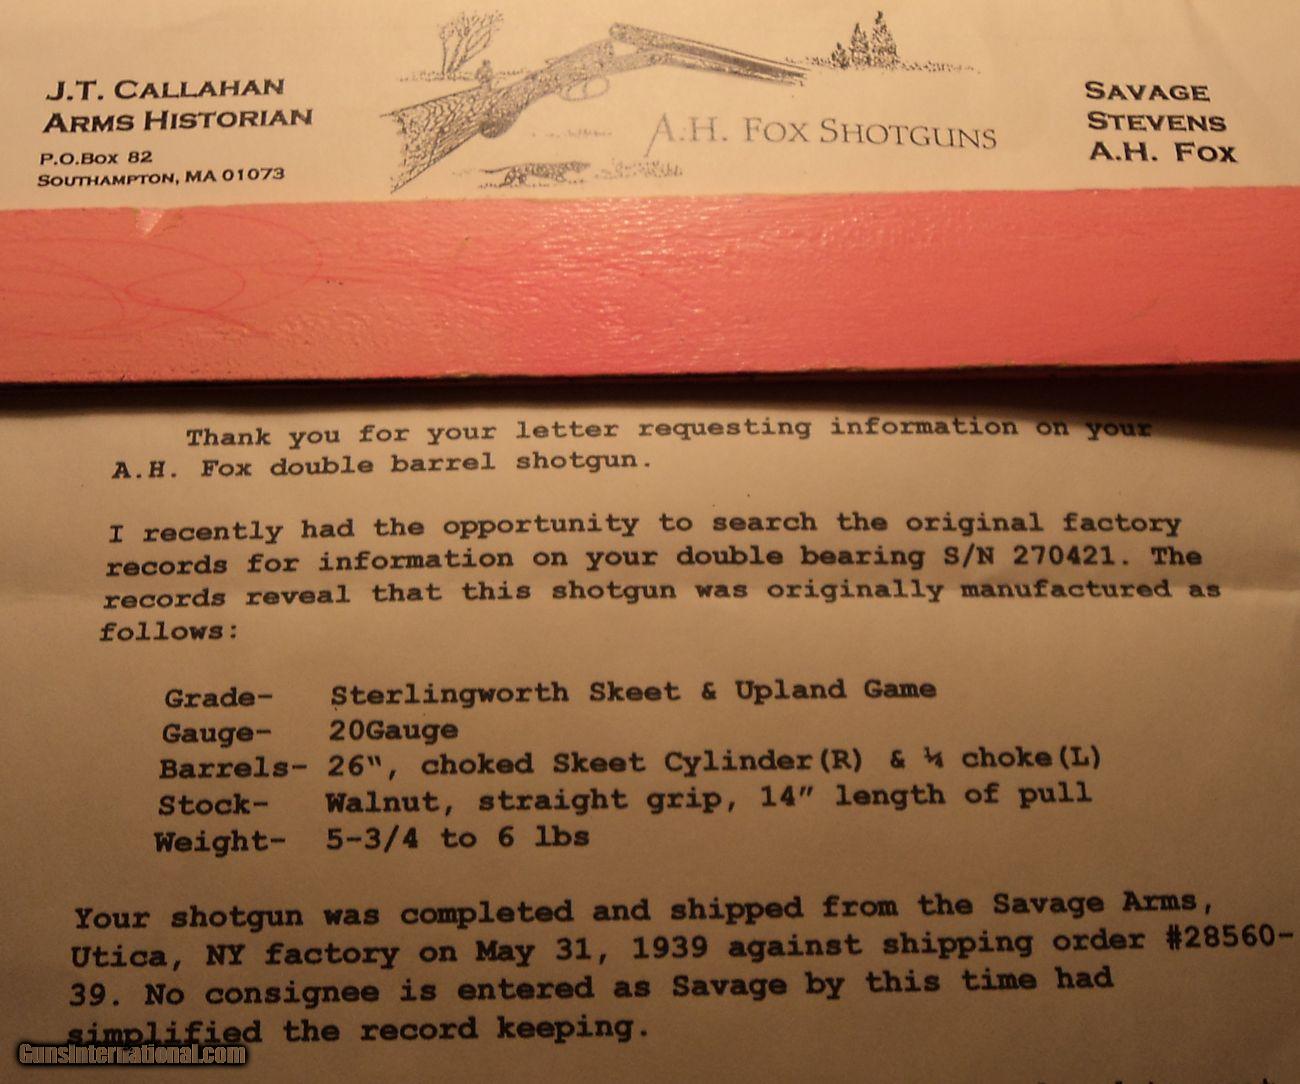 J.T. CALLAHAN
ARMS HISTORIAN
P.O.BOX 82
SOUTHAMPTON, MA 01073
A.H. FOX SHOTGUNS
SAVAGE
STEVENS
A.H. FOX
Thank you for your letter requesting information on your
A.H. Fox double barrel shotgun.
I recently had the opportunity to search the original factory
records for information on your double bearing S/N 270421. The
records reveal that this shotgun was originally manufactured as
follows:
Grade- Sterlingworth Skeet & Upland Game
Gauge- 20Gauge
Barrels- 26", choked Skeet Cylinder(R) & ¼ choke(L)
Stock- Walnut, straight grip, 14" length of pull
Weight- 5-3/4 to 6 lbs
Your shotgun was completed and shipped from the Savage Arms,
Utica, NY factory on May 31, 1939 against shipping order #28560-
39. No consignee is entered as Savage by this time had
simplified the record keeping.
GunsInternational.com